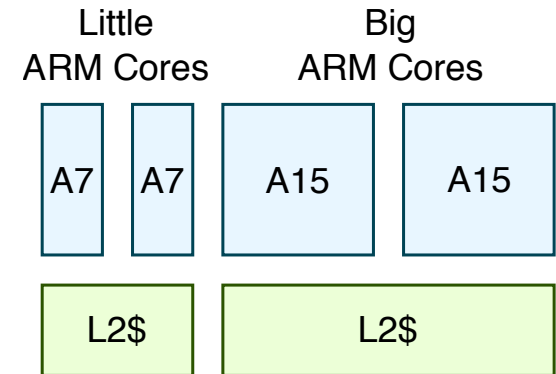 Little
ARM Cores
Big
ARM Cores
A7
A7
A15
A15
L2$
L2$